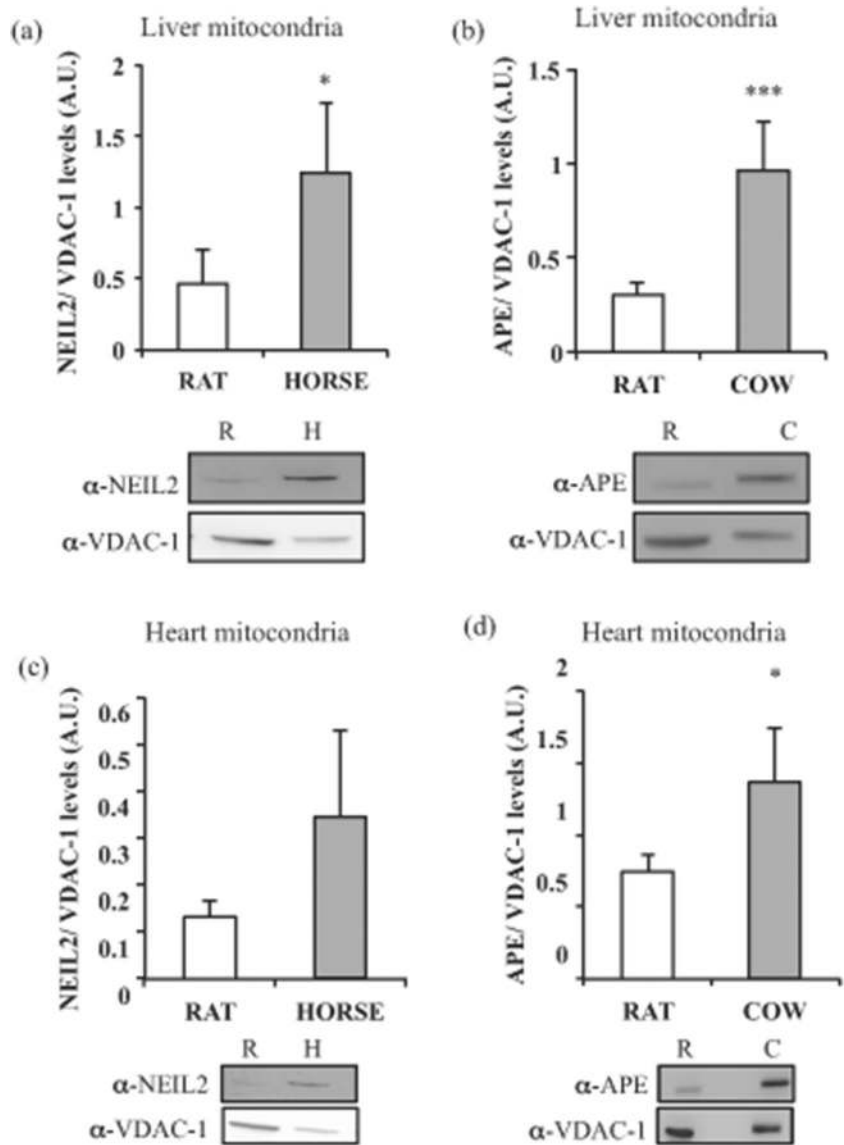 (a) Liver mitocondria
NEIL2/ VDAC-1 levels (A.U.)
2
1.5
1
0.5
0
*
RAT HORSE
R H
α-NEIL2
α-VDAC-1
(b) Liver mitocondria
APE/ VDAC-1 levels (A.U.)
1.5
1
0.5
0
***
RAT COW
R C
α-APE
α-VDAC-1
(c) Heart mitocondria
NEIL2/ VDAC-1 levels (A.U.)
0.6
0.5
0.4
0.3
0.2
0.1
0
RAT HORSE
R H
α-NEIL2
α-VDAC-1
(d) Heart mitocondria
APE/ VDAC-1 levels (A.U.)
2
1.5
1
0.5
0
*
RAT COW
R C
α-APE
α-VDAC-1